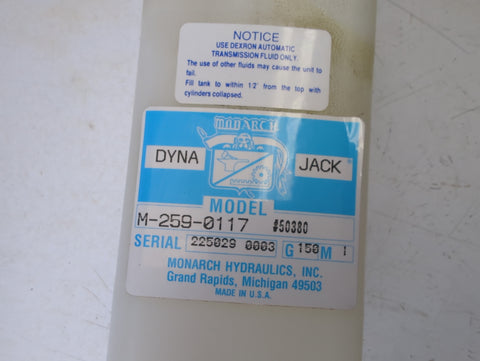 NOTICE
USE DEXRON AUTOMATIC
TRANSMISSION FLUID ONLY.
The use of other fluids may cause the unit to
fail.
Fill tank to within 1·2" from the top with
cylinders collapsed.
MONARCH
DYNA JACK
MODEL
M-259-0117 #50380
SERIAL 225029 0003 G 150 M 1
MONARCH HYDRAULICS, INC.
Grand Rapids, Michigan 49503
MADE IN U.S.A.